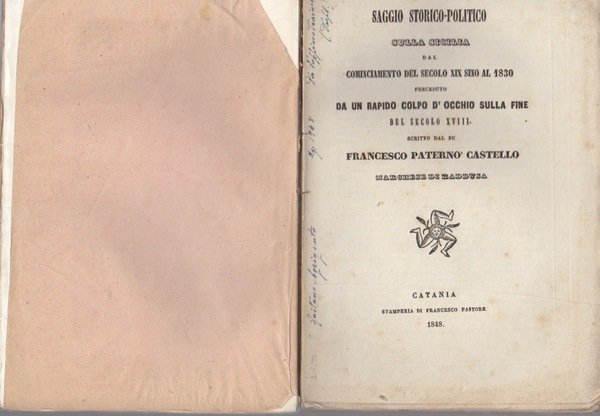 SAGGIO STORICO-POLITICO
SULLA SICILIA
DAL
COMINCIAMENTO DEL SECOLO XIX SINO AL 1830
PRECEDUTO
DA UN RAPIDO COLPO D' OCCHIO SULLA FINE
DEL SECOLO XVIII.
SCRITTO DAL FU
FRANCESCO PATERNO' CASTELLO
MARCHESE DI RADDUSA
CATANIA
STAMPERIA DI FRANCESCO PASTORE
1848.